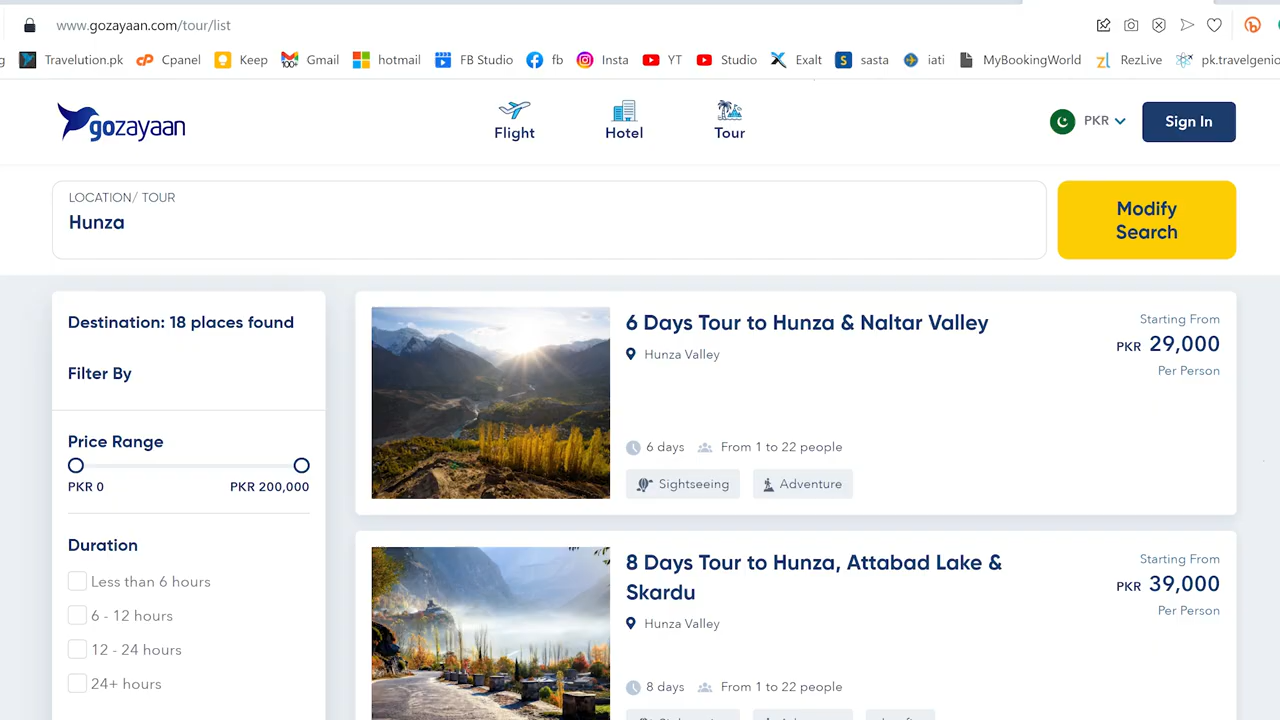 www.gozayaan.com/tour/list
Travelution.pk Cpanel Keep Gmail hotmail FB Studio fb Insta YT Studio Exalt sasta iati MyBookingWorld RezLive pk.travelgenio
gozayaan
Flight Hotel Tour
PKR
Sign In
LOCATION/ TOUR
Hunza
Modify
Search
Destination: 18 places found
Filter By
Price Range
PKR 0 PKR 200,000
Duration
Less than 6 hours
6 - 12 hours
12 - 24 hours
24+ hours
6 Days Tour to Hunza & Naltar Valley
Hunza Valley
Starting From
PKR 29,000
Per Person
6 days From 1 to 22 people
Sightseeing Adventure
8 Days Tour to Hunza, Attabad Lake &
Skardu
Hunza Valley
Starting From
PKR 39,000
Per Person
8 days From 1 to 22 people